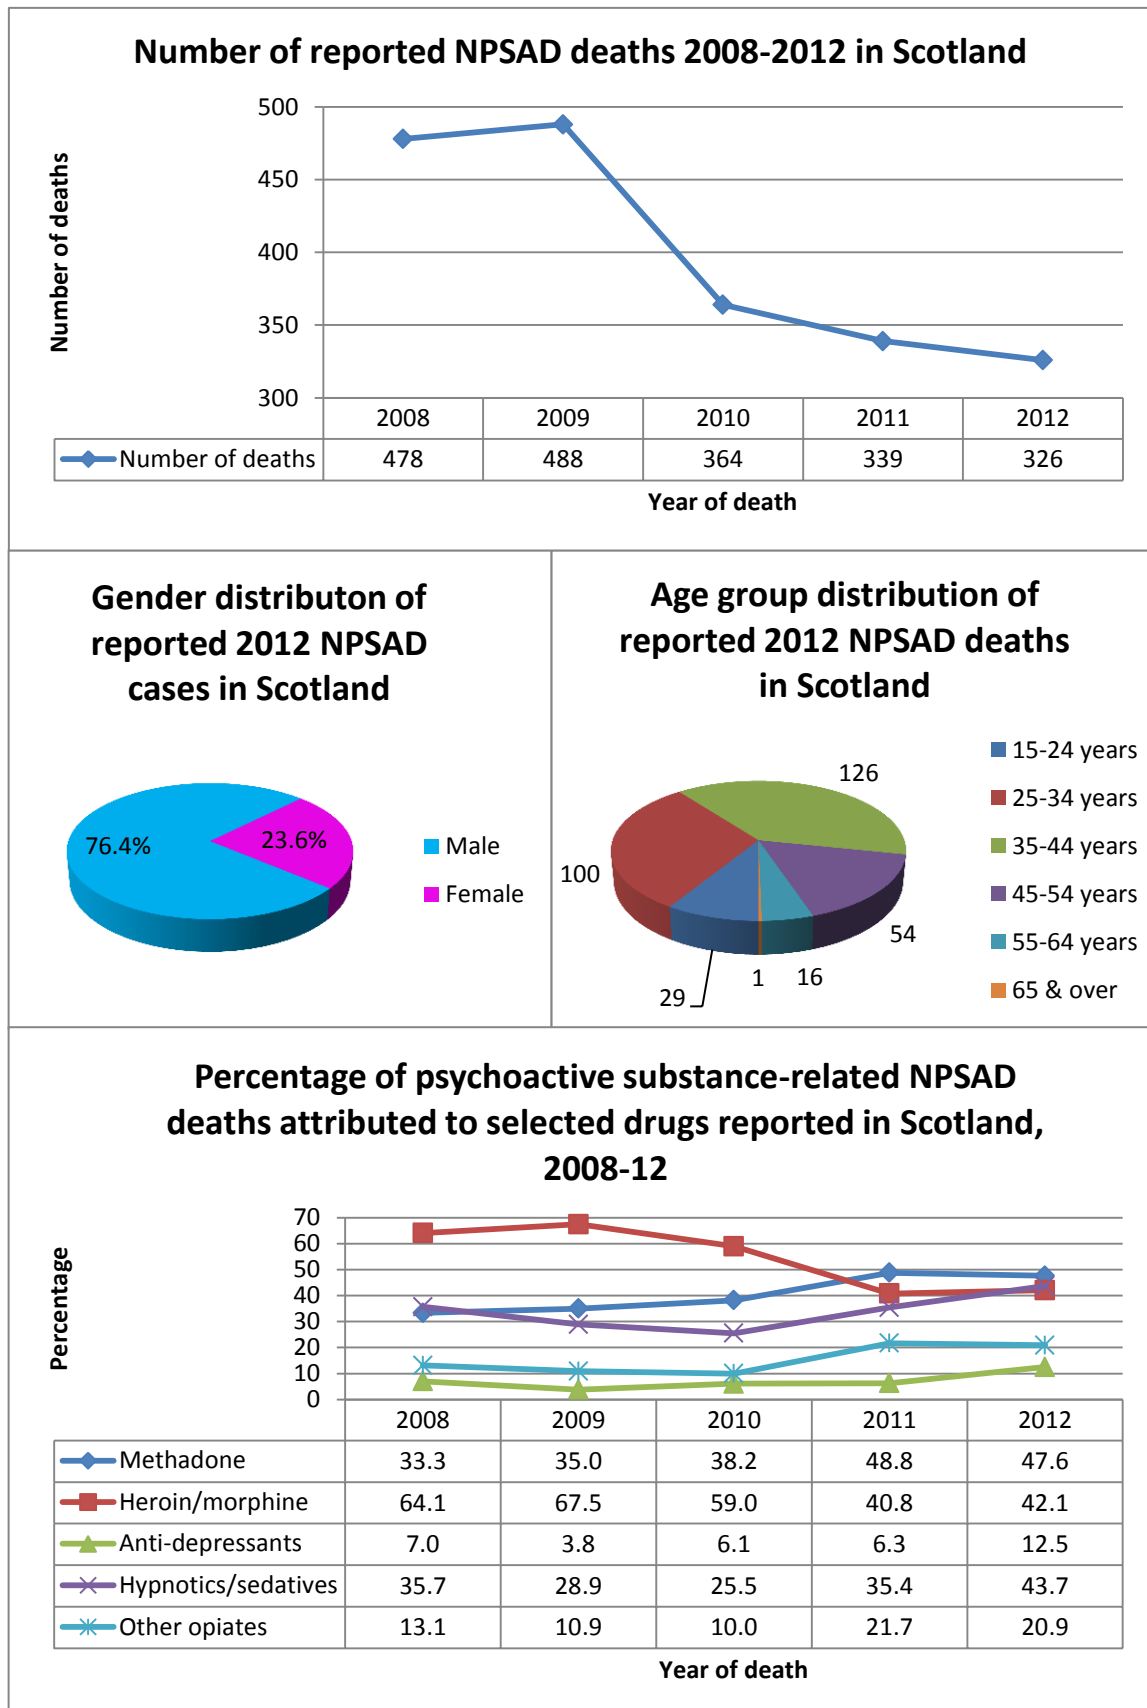 Number of reported NPSAD deaths 2008-2012 in Scotland
Number of deaths
500
450
400
350
300
2008 2009 2010 2011 2012
Number of deaths 478 488 364 339 326
Year of death
Gender distributon of
reported 2012 NPSAD
cases in Scotland
76.4%
23.6%
Male
Female
Age group distribution of
reported 2012 NPSAD deaths
in Scotland
126
100
54
29
1
16
15-24 years
25-34 years
35-44 years
45-54 years
55-64 years
65 & over
Percentage of psychoactive substance-related NPSAD
deaths attributed to selected drugs reported in Scotland,
2008-12
Percentage
70
60
50
40
30
20
10
0
2008 2009 2010 2011 2012
Methadone 33.3 35.0 38.2 48.8 47.6
Heroin/morphine 64.1 67.5 59.0 40.8 42.1
Anti-depressants 7.0 3.8 6.1 6.3 12.5
Hypnotics/sedatives 35.7 28.9 25.5 35.4 43.7
Other opiates 13.1 10.9 10.0 21.7 20.9
Year of death